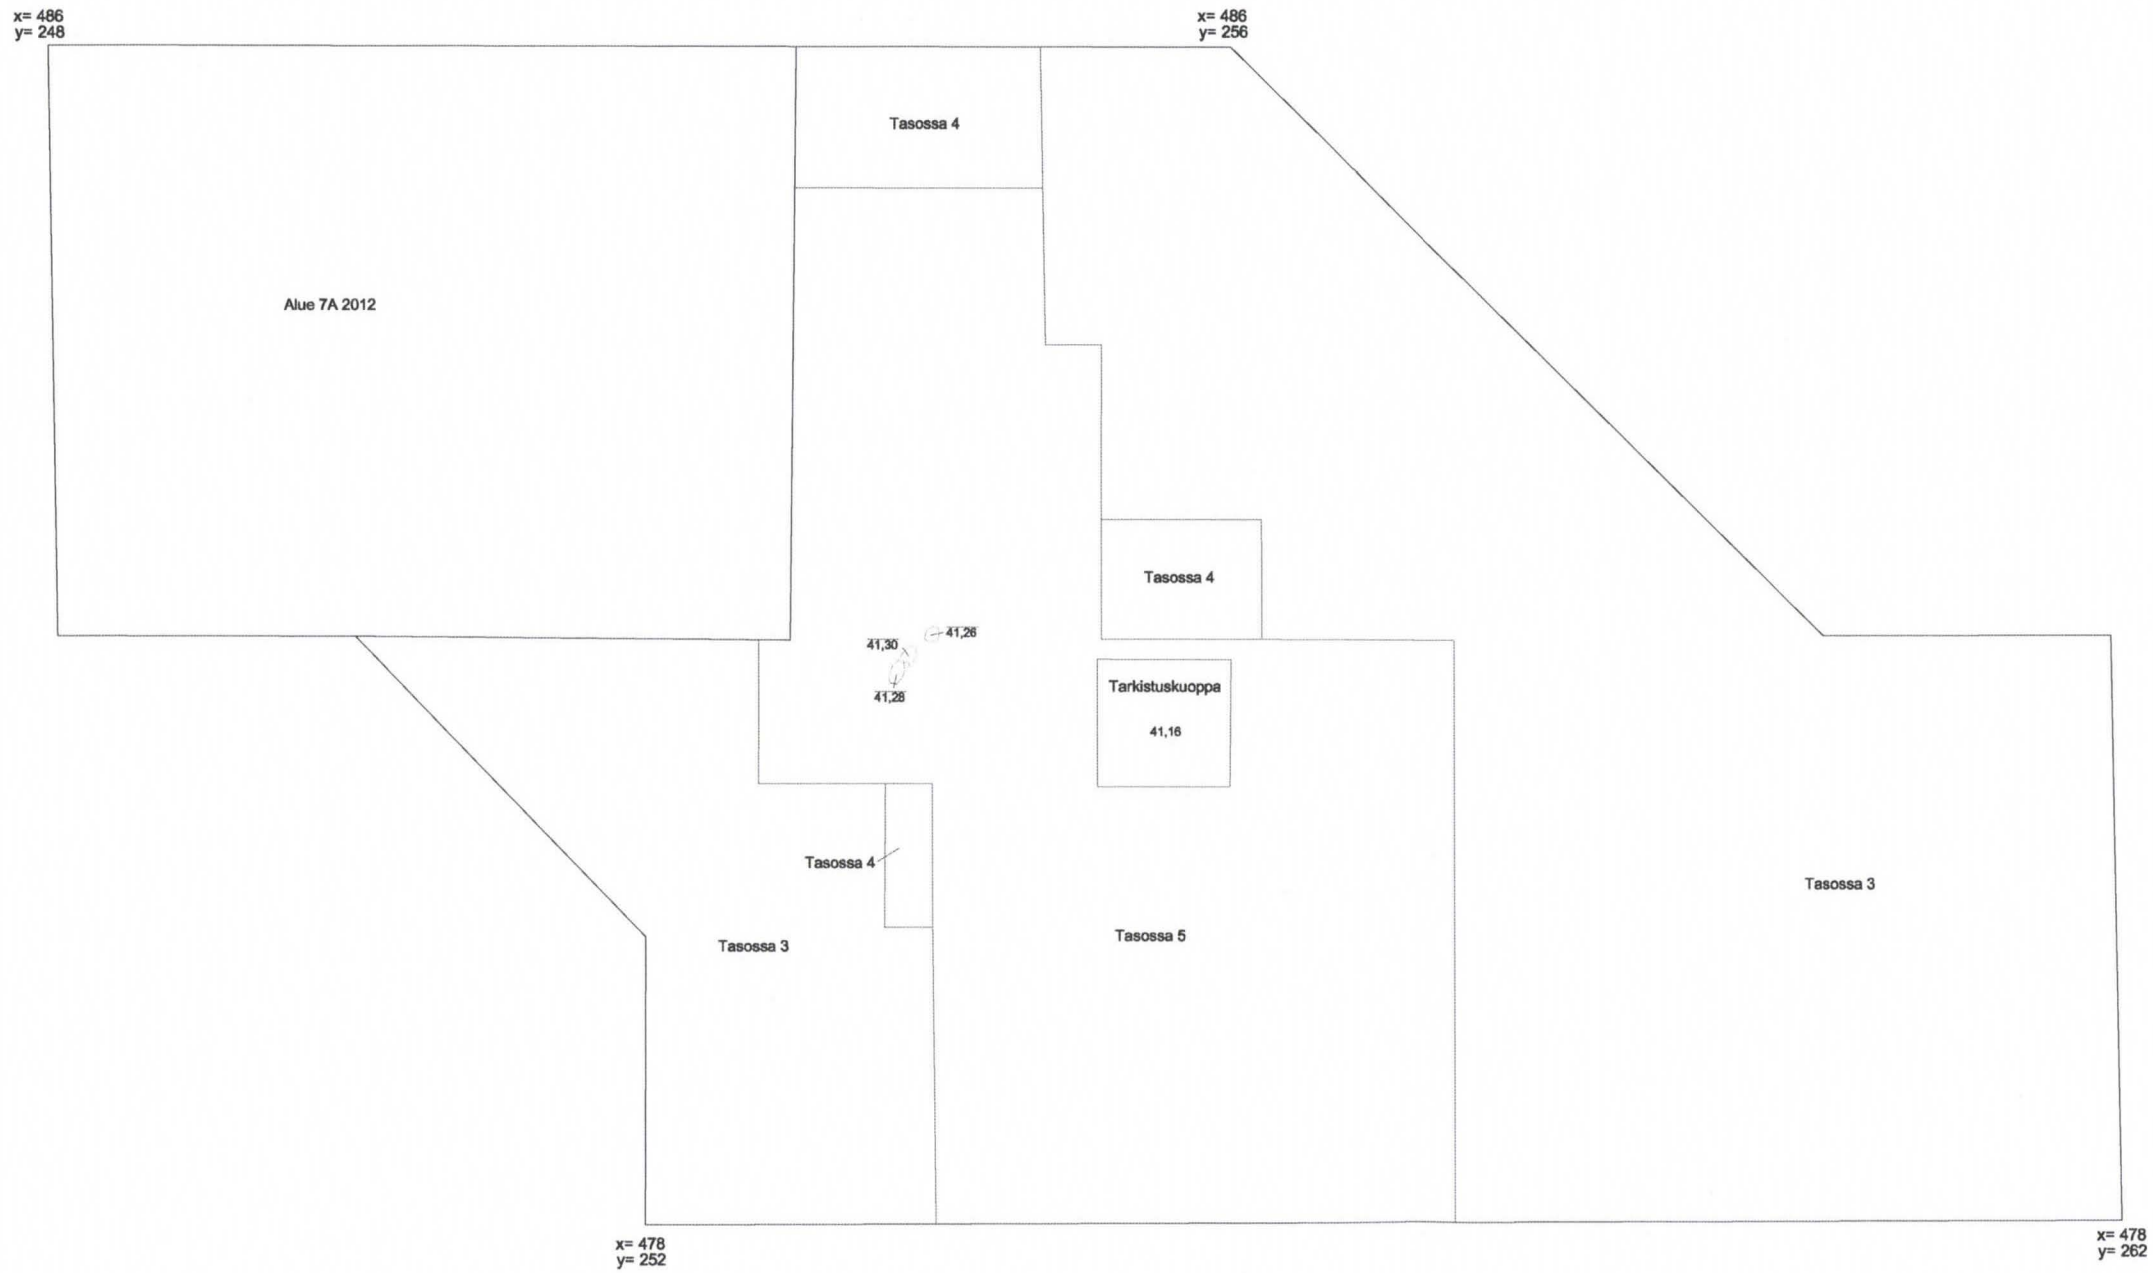 x= 486
y= 248
x= 486
y= 256
Tasossa 4
Alue 7A 2012
Tasossa 4
41,26
41,30
41,28
Tarkistuskuoppa
41,16
Tasossa 4
Tasossa 3
Tasossa 5
Tasossa 3
x= 478
y= 252
x= 478
y= 262